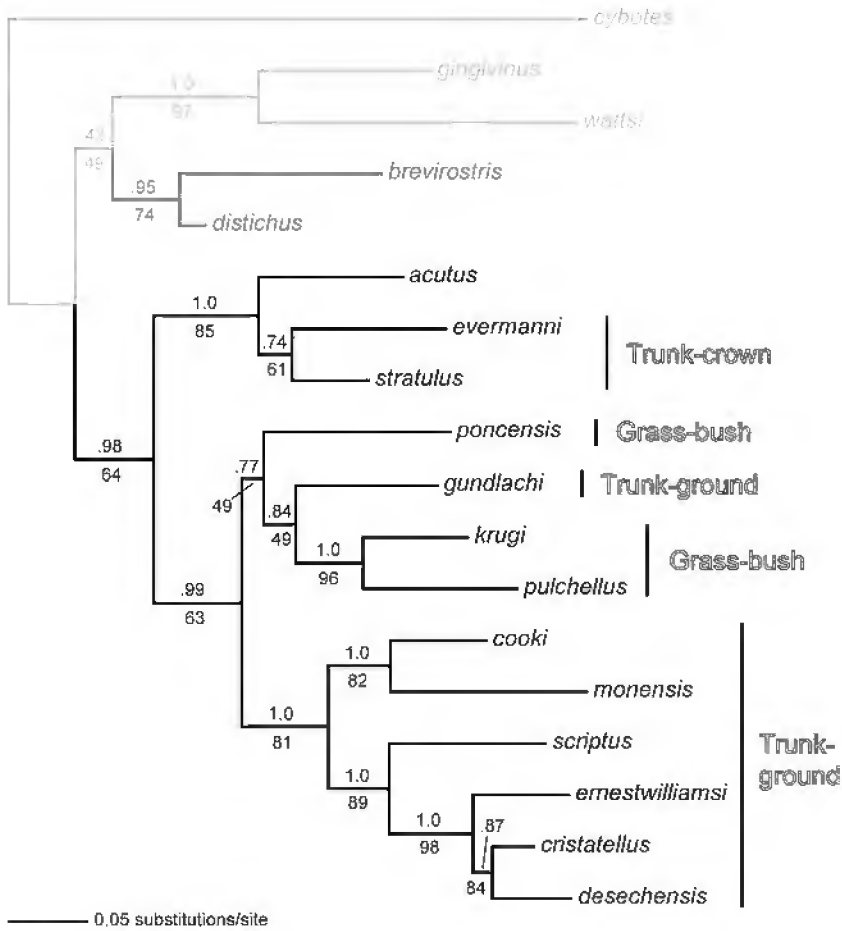 cybotes
gingivinus
1.0
97
wattsi
49
brevirostris
.95
74
distichus
acutus
1.0
85
evermanni
.74
61
stratulus
Trunk-crown
.98
64
poncensis
Grass-bush
.77
49
gundlachi
Trunk-ground
.84
49
krugi
1.0
96
pulchellus
Grass-bush
.99
63
cooki
1.0
82
monensis
1.0
81
scriptus
1.0
89
ernestwilliamsi
1.0
98
.87
cristatellus
84
desechensis
Trunk-
ground
0.05 substitutions/site